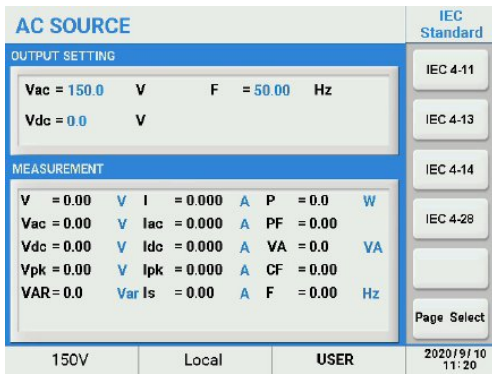 AC SOURCE
IEC Standard
OUTPUT SETTING
Vac = 150.0 V F = 50.00 Hz
Vdc = 0.0 V
MEASUREMENT
V = 0.00 V I = 0.000 A P = 0.0 W
Vac = 0.00 V Iac = 0.000 A PF = 0.00
Vdc = 0.00 V Idc = 0.000 A VA = 0.0 VA
Vpk = 0.00 V Ipk = 0.000 A CF = 0.00
VAR= 0.0 Var Is = 0.00 A F = 0.00 Hz
IEC 4-11
IEC 4-13
IEC 4-14
IEC 4-28
Page Select
150V Local USER
2020/9/10
11:20